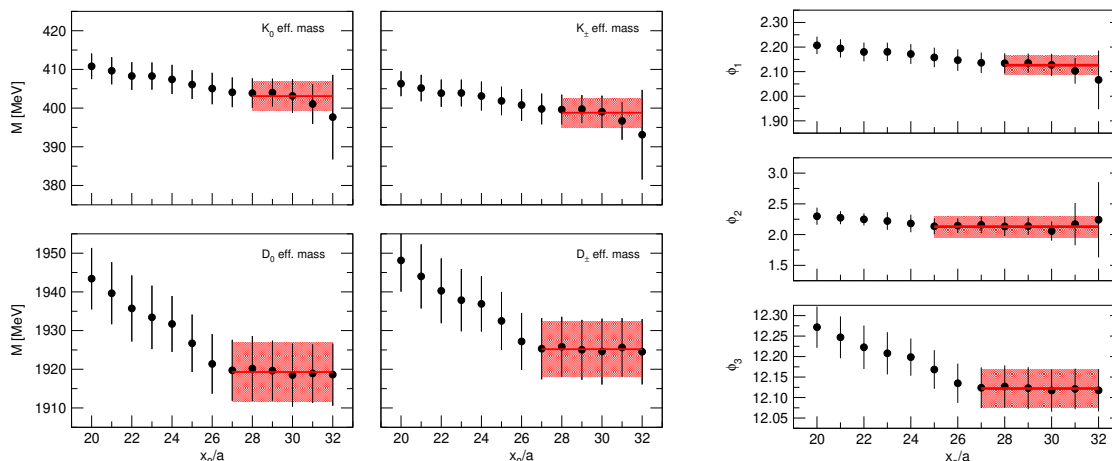 K0 eff. mass
M [MeV]
420
410
400
390
380
K± eff. mass
D0 eff. mass
M [MeV]
1950
1940
1930
1920
1910
20 22 24 26 28 30 32
x0/a
D± eff. mass
20 22 24 26 28 30 32
x0/a
ϕ1
2.30
2.20
2.10
2.00
1.90
ϕ2
3.0
2.5
2.0
1.5
ϕ3
12.30
12.25
12.20
12.15
12.10
12.05
20 22 24 26 28 30 32